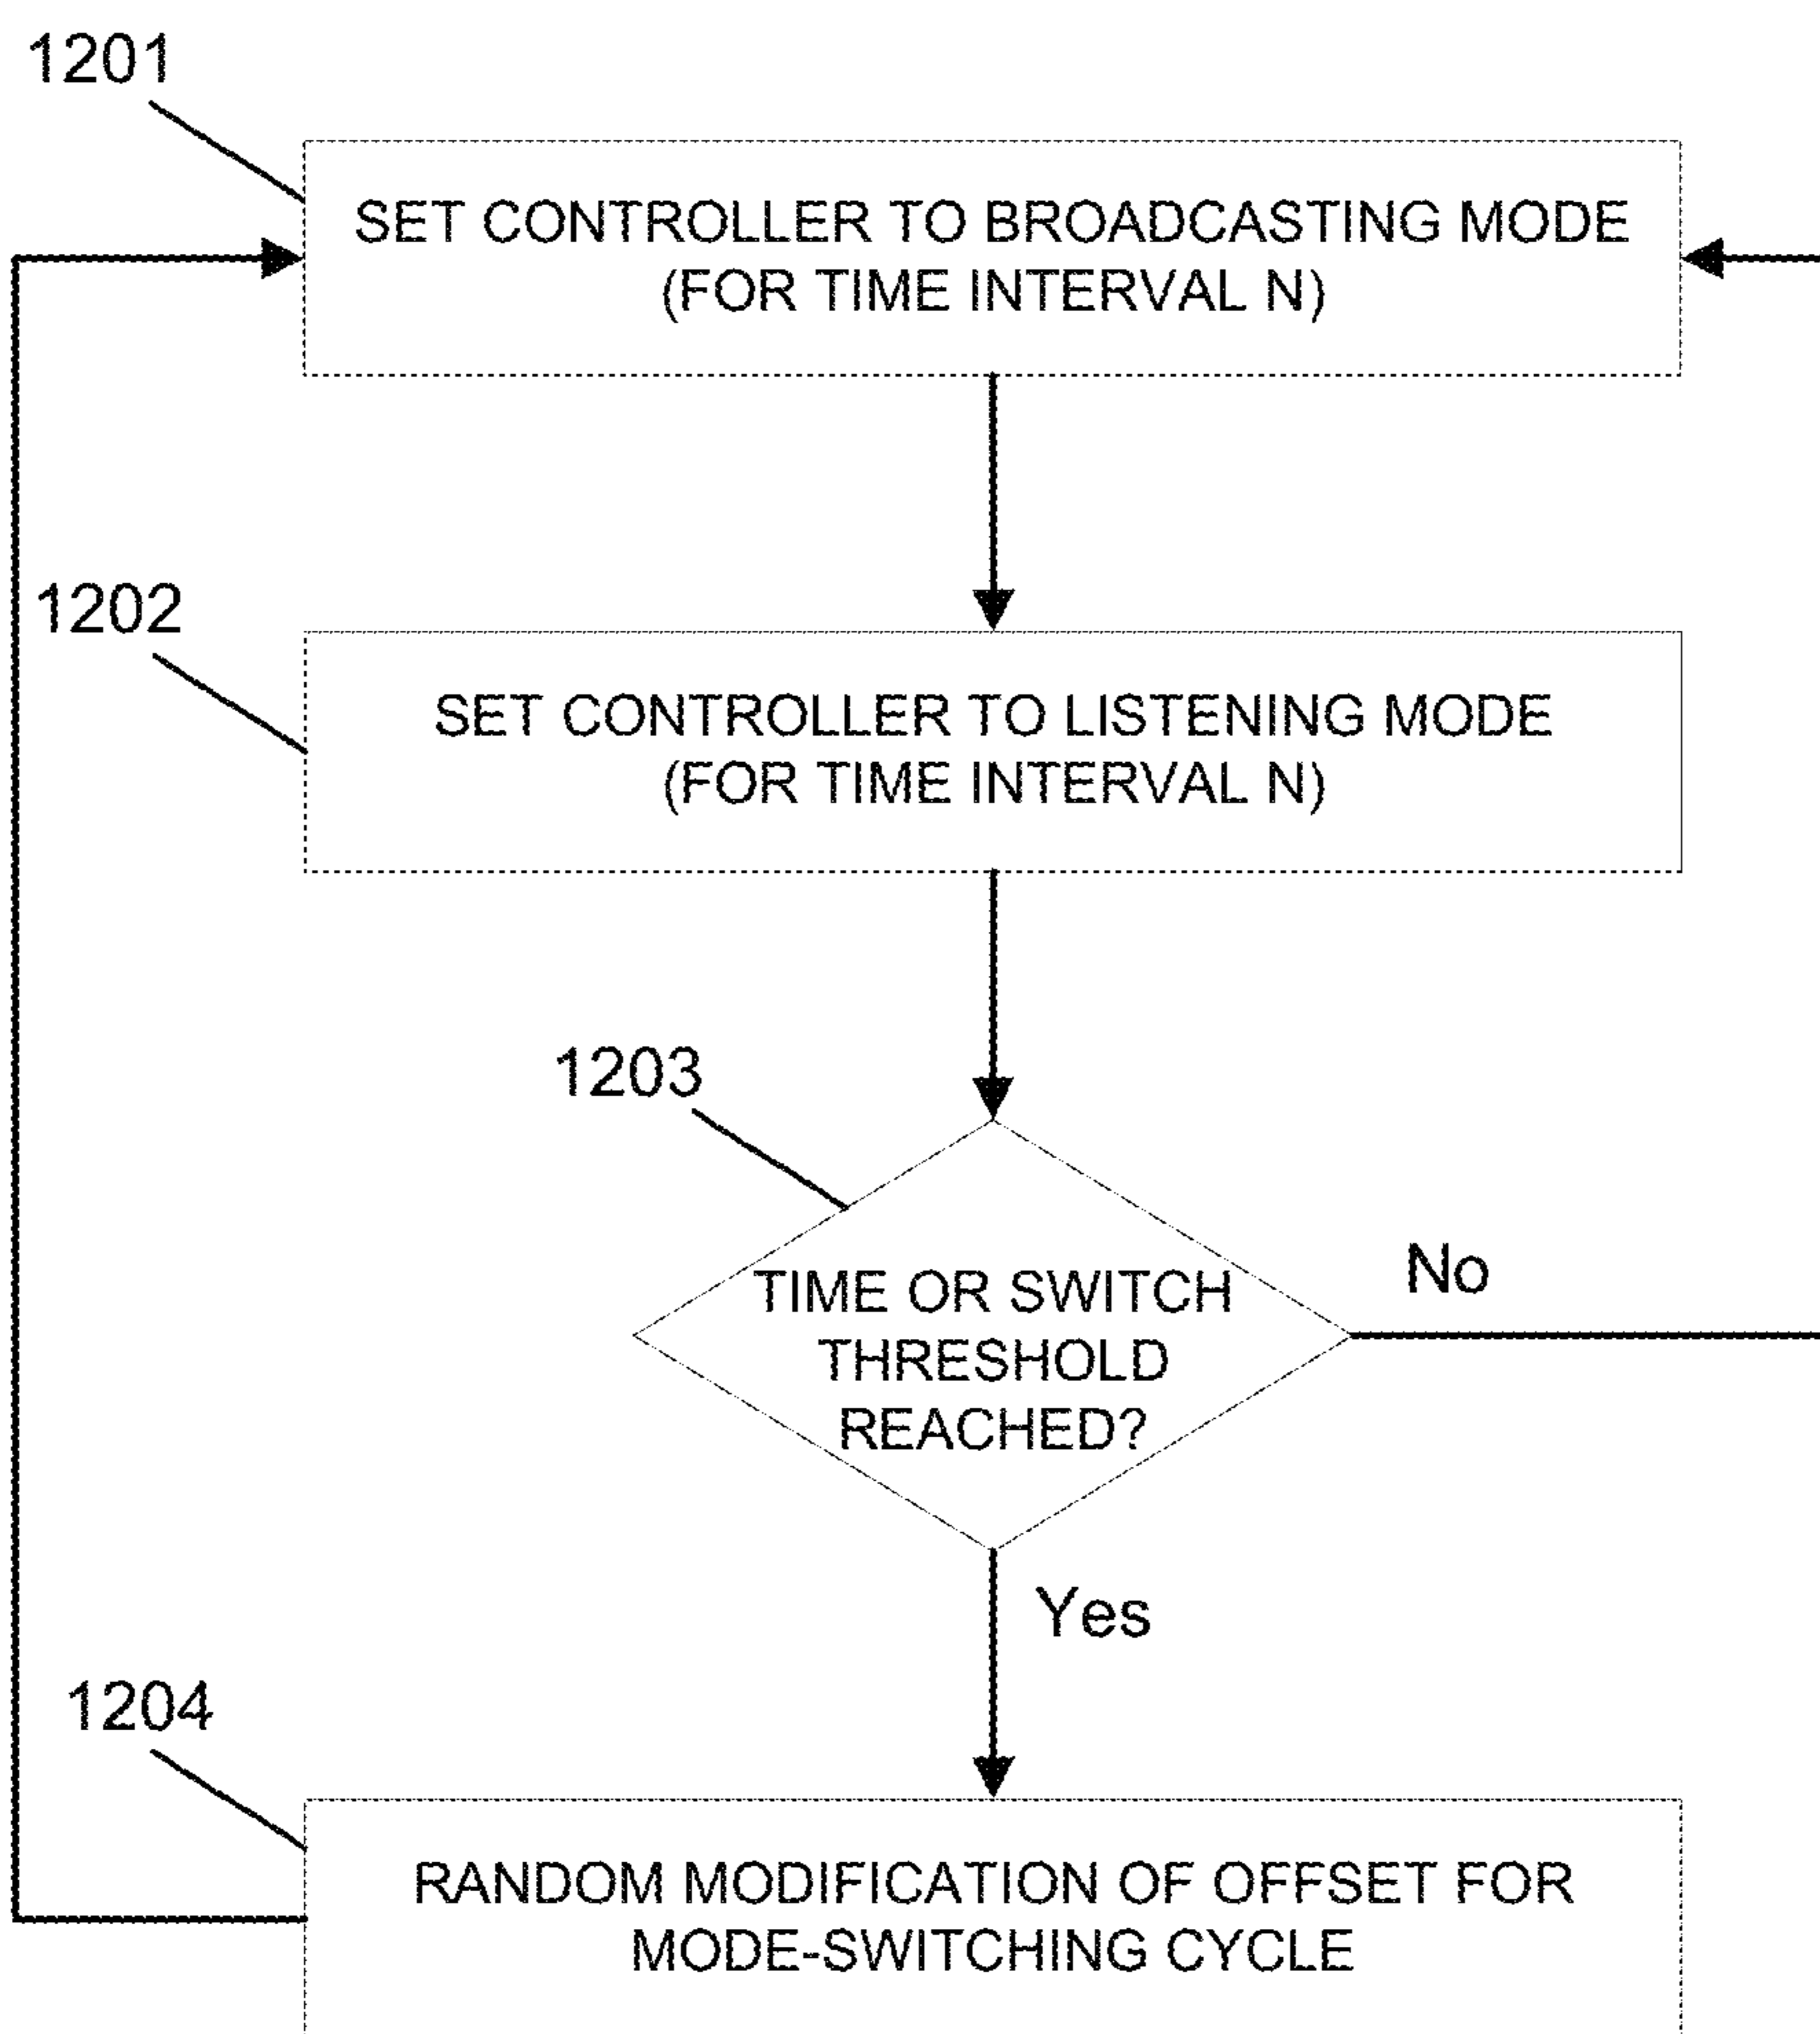 1201
SET CONTROLLER TO BROADCASTING MODE
(FOR TIME INTERVAL N)
1202
SET CONTROLLER TO LISTENING MODE
(FOR TIME INTERVAL N)
1203
TIME OR SWITCH
THRESHOLD
REACHED?
No
Yes
1204
RANDOM MODIFICATION OF OFFSET FOR
MODE-SWITCHING CYCLE